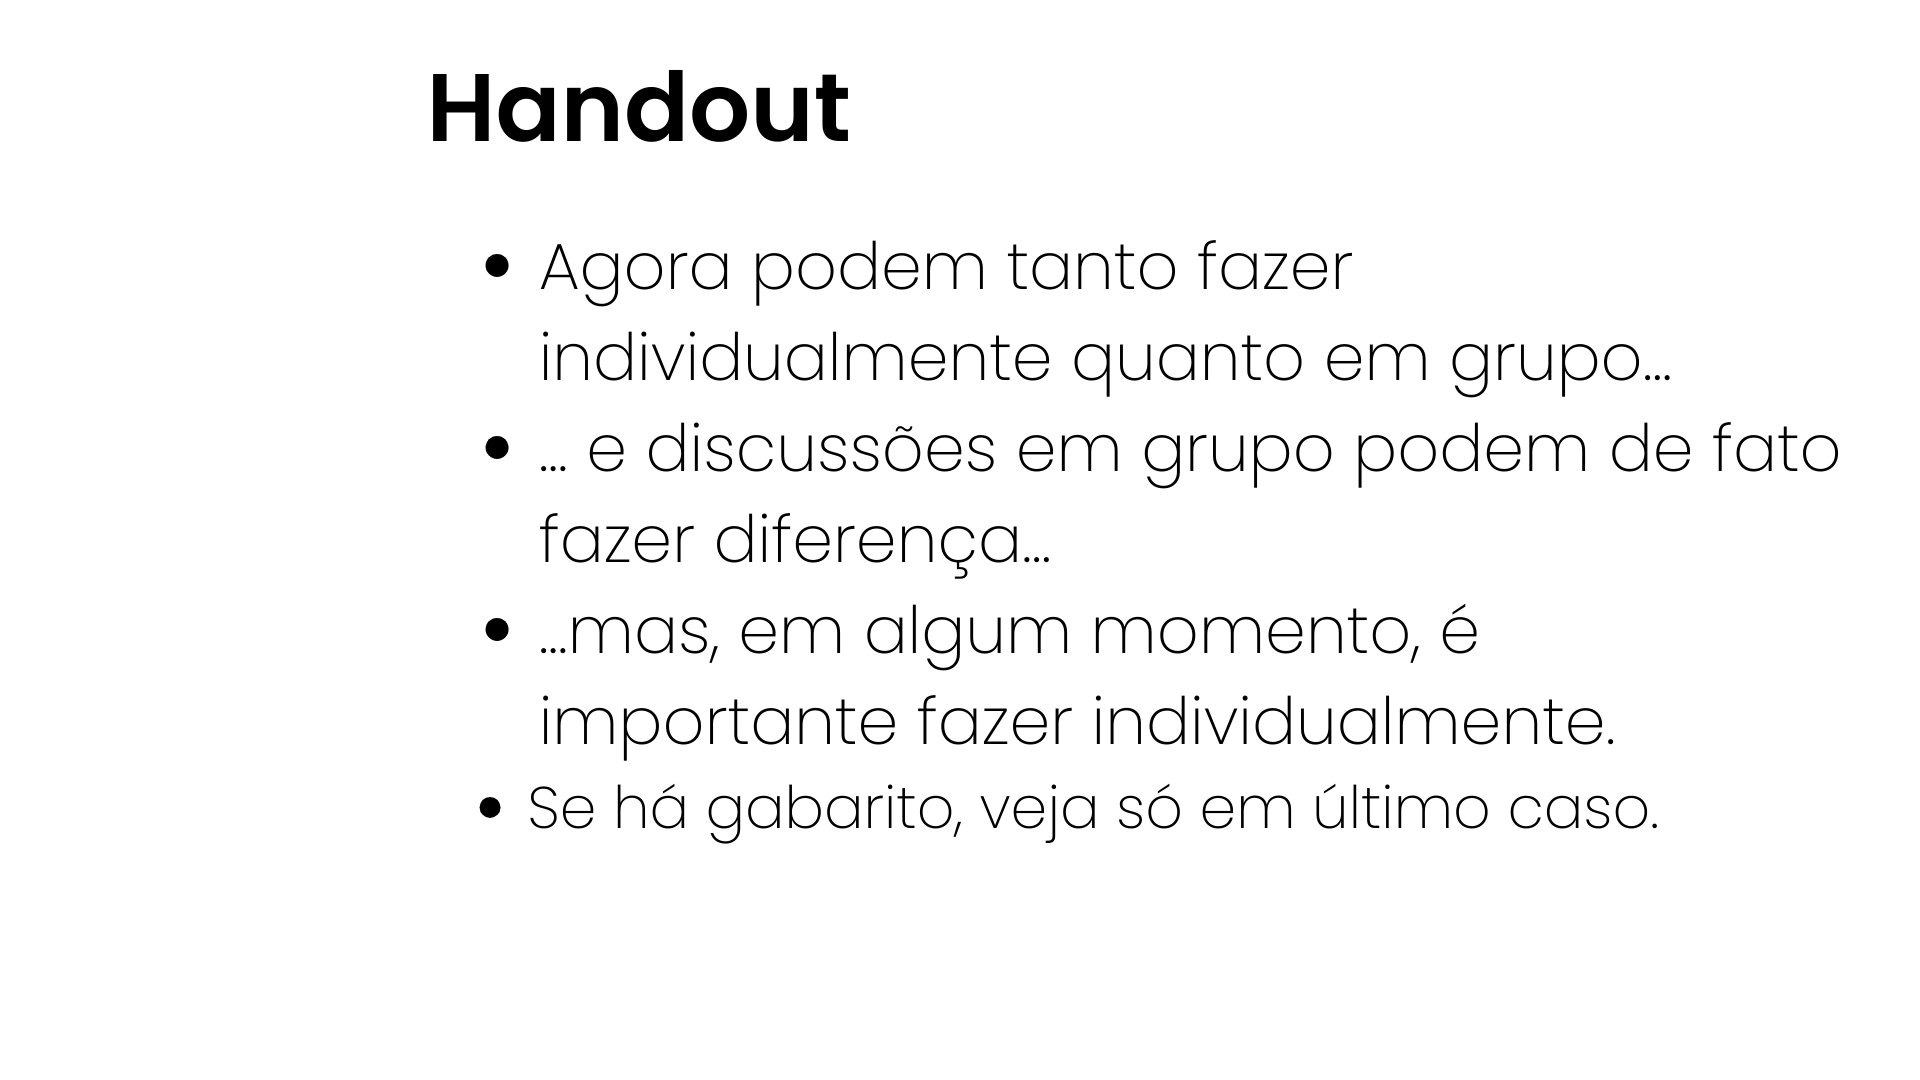 Handout
• Agora podem tanto fazer
individualmente quanto em grupo...
• ... e discussões em grupo podem de fato
fazer diferença...
• ...mas, em algum momento, é
importante fazer individualmente.
• Se há gabarito, veja só em último caso.